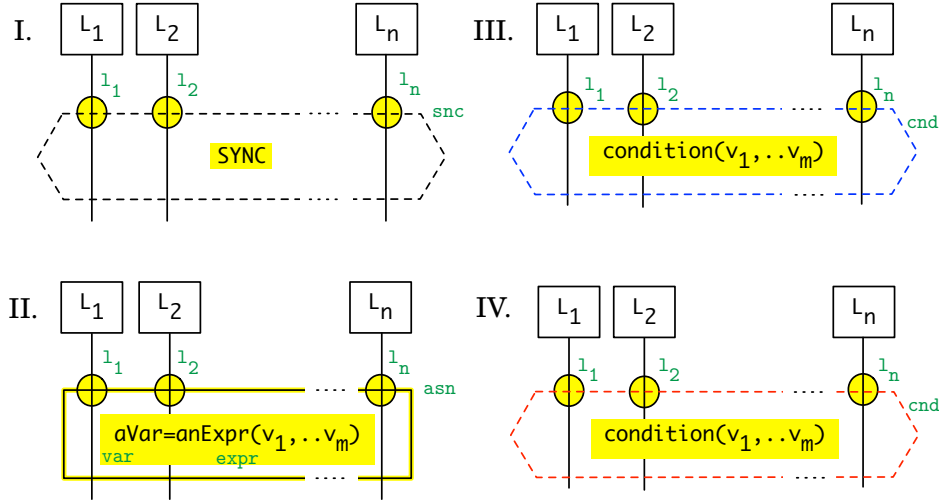 I.
L1 L2 Ln
l1 l2 ln
snc
.... 
SYNC
....
III.
L1 L2 Ln
l1 l2 ln
cnd
....
condition(v1,..vm)
....
II.
L1 L2 Ln
l1 l2 ln
asn
....
aVar=anExpr(v1,..vm)
var expr
....
IV.
L1 L2 Ln
l1 l2 ln
cnd
....
condition(v1,..vm)
....